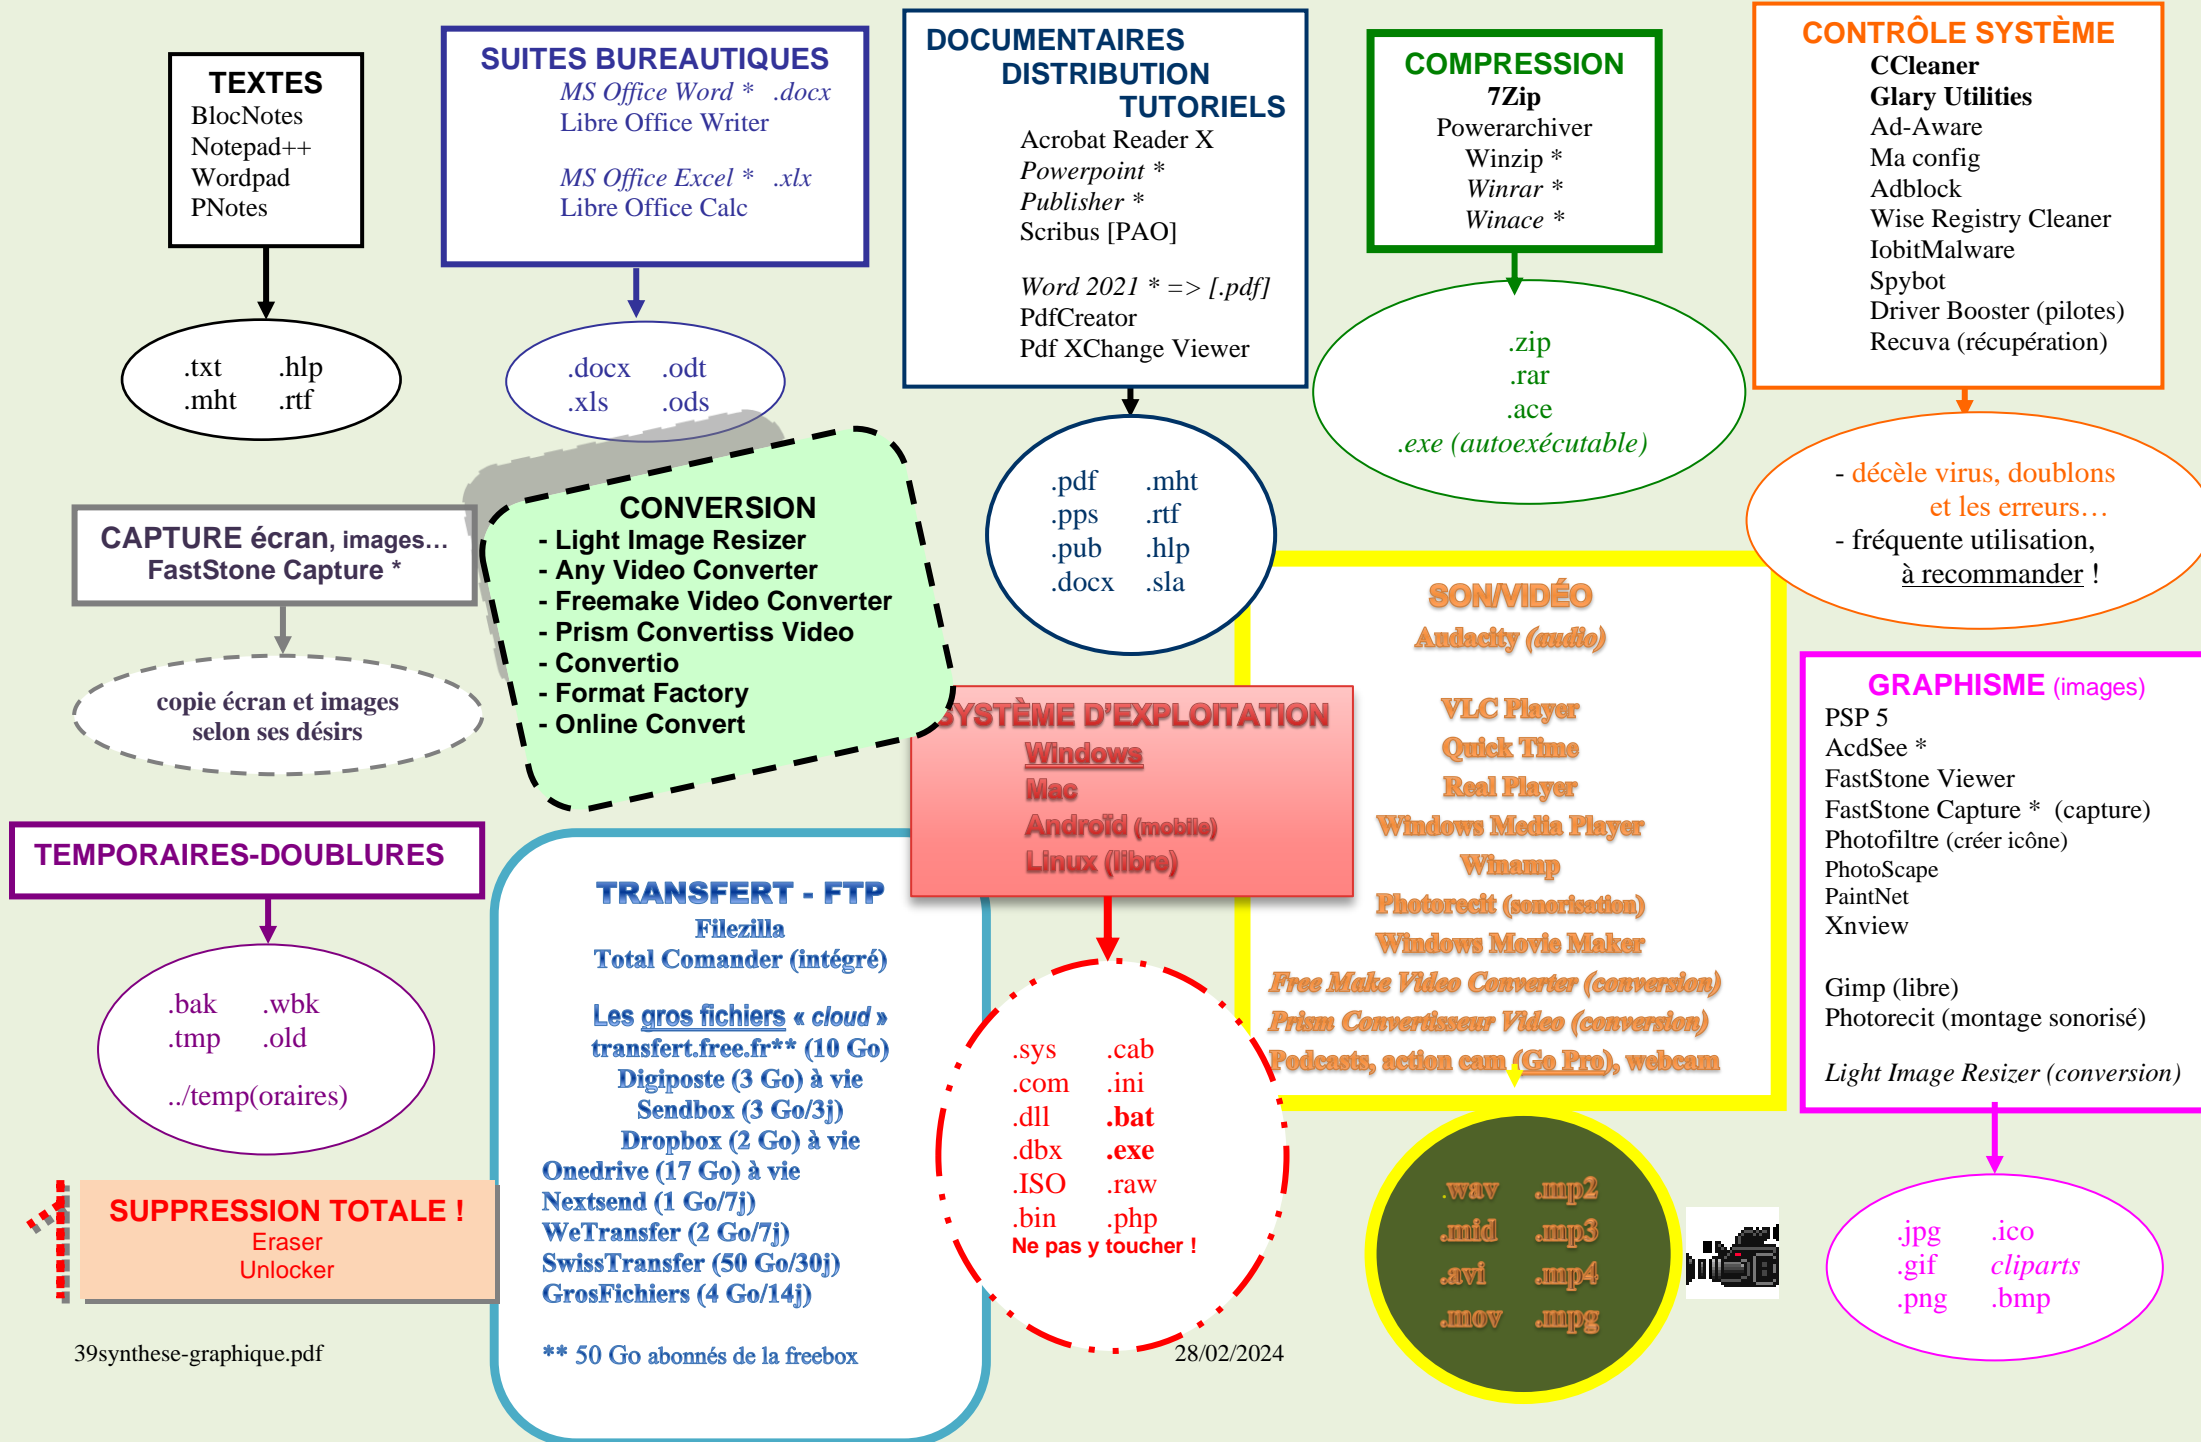 TEXTES
BlocNotes
Notepad++
Wordpad
PNotes
.txt .hlp
.mht .rtf
SUITES BUREAUTIQUES
MS Office Word * .docx
Libre Office Writer
MS Office Excel * .xlx
Libre Office Calc
.docx .odt
.xls .ods
DOCUMENTAIRES
DISTRIBUTION
TUTORIELS
Acrobat Reader X
Powerpoint *
Publisher *
Scribus [PAO]
Word 2021 * => [.pdf]
PdfCreator
Pdf XChange Viewer
.pdf .mht
.pps .rtf
.pub .hlp
.docx .sla
COMPRESSION
7Zip
Powerarchiver
Winzip *
Winrar *
Winace *
.zip
.rar
.ace
.exe (autoexécutable)
CONTRÔLE SYSTÈME
CCleaner
Glary Utilities
Ad-Aware
Ma config
Adblock
Wise Registry Cleaner
IobitMalware
Spybot
Driver Booster (pilotes)
Recuva (récupération)
- décèle virus, doublons
et les erreurs…
- fréquente utilisation,
à recommander !
CAPTURE écran, images…
FastStone Capture *
copie écran et images
selon ses désirs
CONVERSION
- Light Image Resizer
- Any Video Converter
- Freemake Video Converter
- Prism Convertiss Video
- Convertio
- Format Factory
- Online Convert
SYSTÈME D'EXPLOITATION
Windows
Mac
Androïd (mobile)
Linux (libre)
.sys .cab
.com .ini
.dll .bat
.dbx .exe
.ISO .raw
.bin .php
Ne pas y toucher !
SON/VIDÉO
Audacity (audio)
VLC Player
Quick Time
Real Player
Windows Media Player
Winamp
Photorecit (sonorisation)
Windows Movie Maker
Free Make Video Converter (conversion)
Prism Convertisseur Video (conversion)
Podcasts, action cam (Go Pro), webcam
.wav .mp2
.mid .mp3
.avi .mp4
.mov .mpg
GRAPHISME (images)
PSP 5
AcdSee *
FastStone Viewer
FastStone Capture * (capture)
Photofiltre (créer icône)
PhotoScape
PaintNet
Xnview
Gimp (libre)
Photorecit (montage sonorisé)
Light Image Resizer (conversion)
.jpg .ico
.gif cliparts
.png .bmp
TEMPORAIRES-DOUBLURES
.bak .wbk
.tmp .old
../temp(oraires)
1
SUPPRESSION TOTALE !
Eraser
Unlocker
TRANSFERT - FTP
Filezilla
Total Comander (intégré)
Les gros fichiers « cloud »
transfert.free.fr** (10 Go)
Digiposte (3 Go) à vie
Sendbox (3 Go/3j)
Dropbox (2 Go) à vie
Onedrive (17 Go) à vie
Nextsend (1 Go/7j)
WeTransfer (2 Go/7j)
SwissTransfer (50 Go/30j)
GrosFichiers (4 Go/14j)
** 50 Go abonnés de la freebox
39synthese-graphique.pdf
28/02/2024